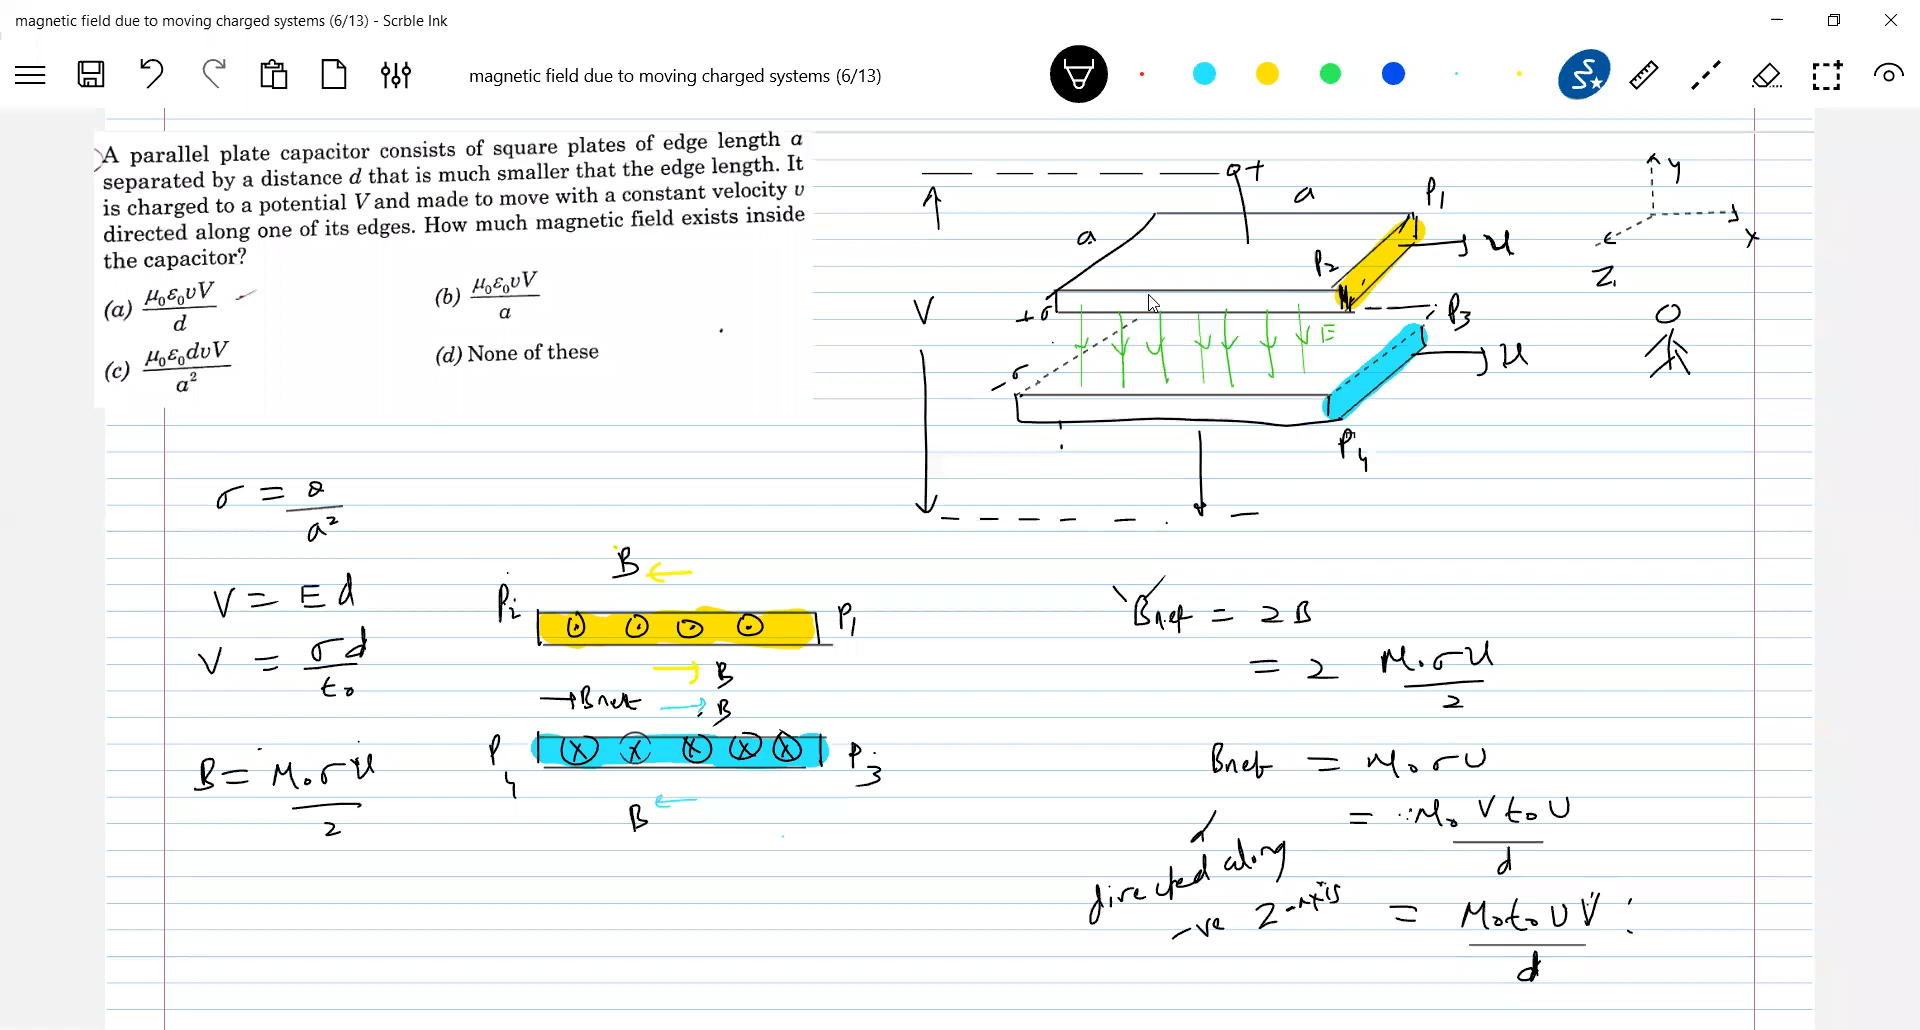 magnetic field due to moving charged systems (6/13) - Scrble Ink
magnetic field due to moving charged systems (6/13)
A parallel plate capacitor consists of square plates of edge length a
separated by a distance d that is much smaller that the edge length. It
is charged to a potential V and made to move with a constant velocity υ
directed along one of its edges. How much magnetic field exists inside
the capacitor?
(a) μ₀ε₀υV / d
(b) μ₀ε₀υV / a
(c) μ₀ε₀dυV / a²
(d) None of these
+
a
P₁
y
a
u
x
P₂
Z
V
+σ
P₃
E
-σ
u
P₄
σ = Q / a²
V = Ed
V = σd / ε₀
B = μ₀σu / 2
B
P₂
P₁
B
→Bnet
B
P₄
P₃
B
Bnet = 2B
= 2 μ₀σu / 2
Bnet = μ₀σu
= μ₀ Vε₀u / d
directed along
-ve Z-axis
= μ₀ε₀uV / d